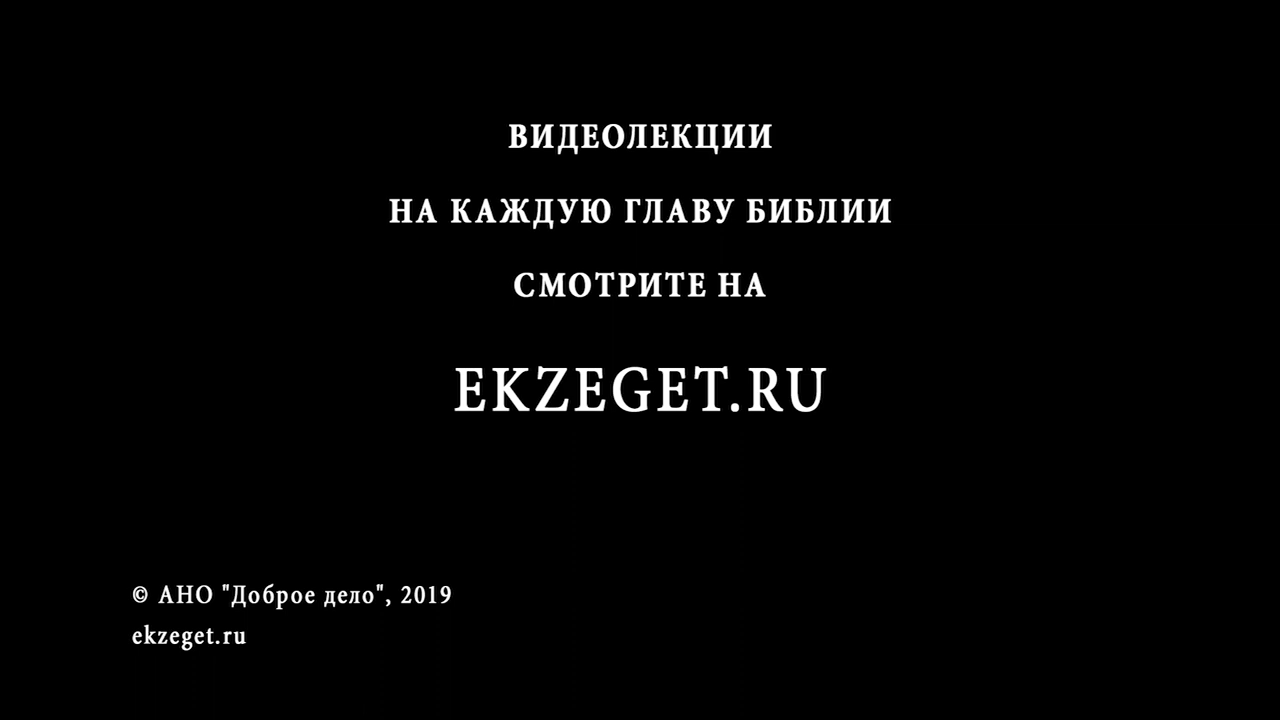 ВИДЕОЛЕКЦИИ
НА КАЖДУЮ ГЛАВУ БИБЛИИ
СМОТРИТЕ НА
EKZEGET.RU
© АНО "Доброе дело", 2019
ekzeget.ru